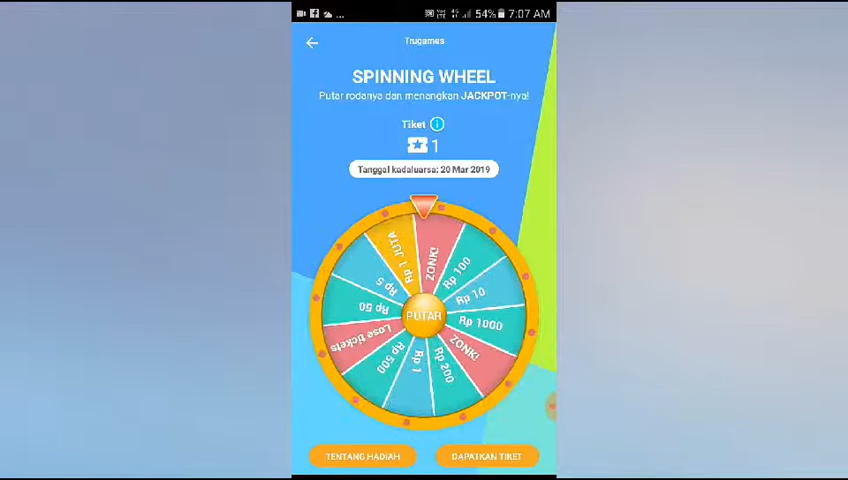 ... 54% 7:07 AM
Trugames
SPINNING WHEEL
Putar rodanya dan menangkan JACKPOT-nya!
Tiket i
1
Tanggal kadaluarsa: 20 Mar 2019
ZONK!
Rp 100
Rp 10
Rp 1000
ZONK!
Rp 200
Rp 1
Rp 500
Lose tickets
Rp 50
Rp 5
Rp 1 JUTA
PUTAR
TENTANG HADIAH
DAPATKAN TIKET